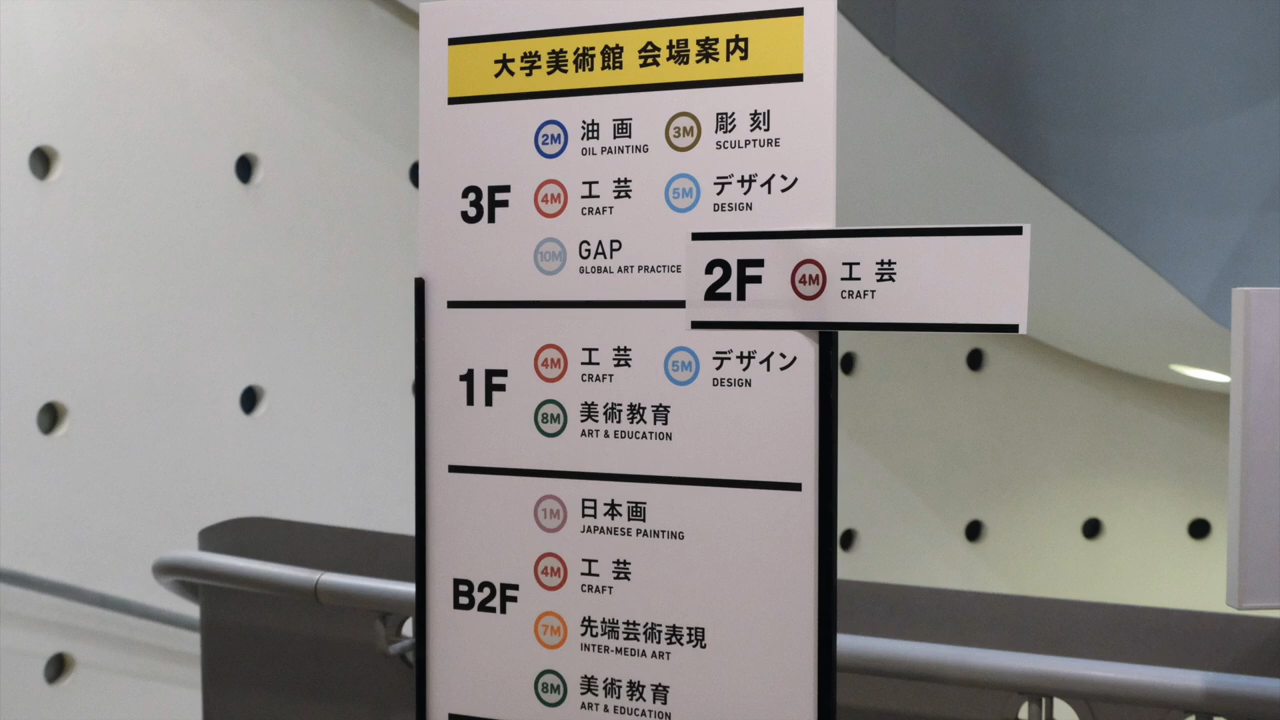 大学美術館 会場案内
3F
2M 油画 3M 彫刻
OIL PAINTING SCULPTURE
4M 工芸 5M デザイン
CRAFT DESIGN
10M GAP
GLOBAL ART PRACTICE
2F 4M 工芸
CRAFT
1F
4M 工芸 5M デザイン
CRAFT DESIGN
8M 美術教育
ART & EDUCATION
B2F
1M 日本画
JAPANESE PAINTING
4M 工芸
CRAFT
7M 先端芸術表現
INTER-MEDIA ART
8M 美術教育
ART & EDUCATION